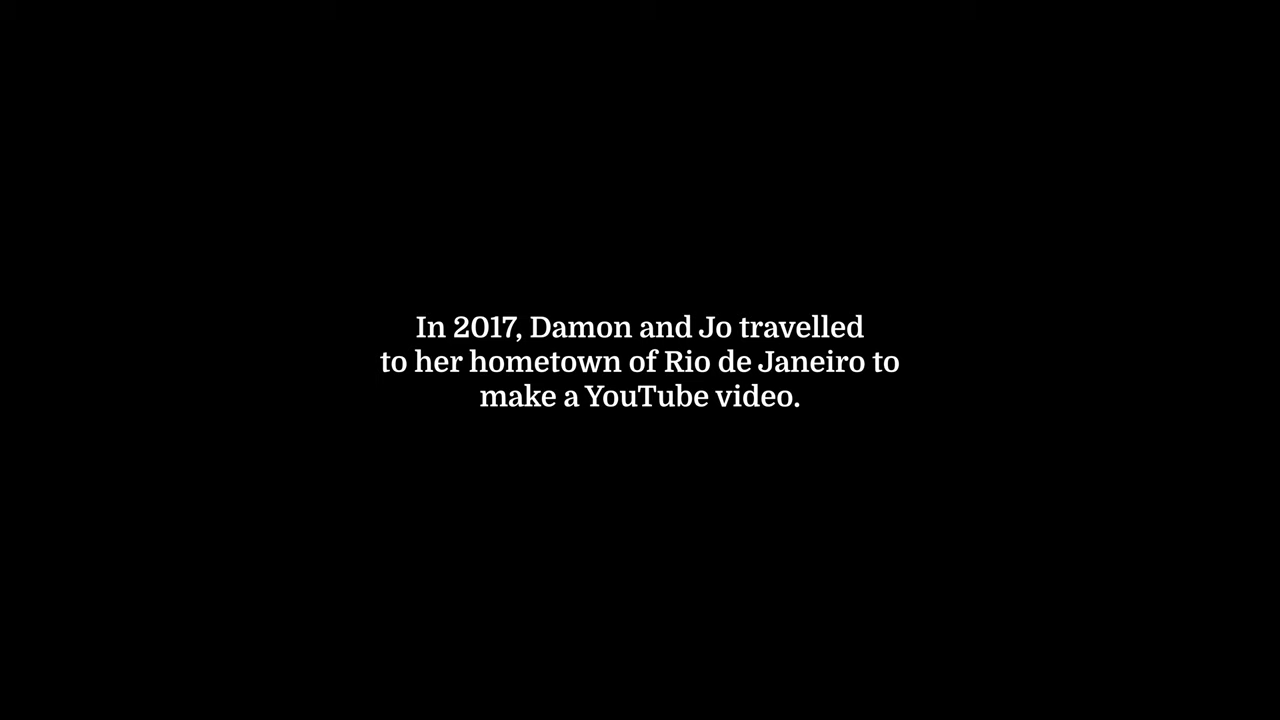 In 2017, Damon and Jo travelled
to her hometown of Rio de Janeiro to
make a YouTube video.